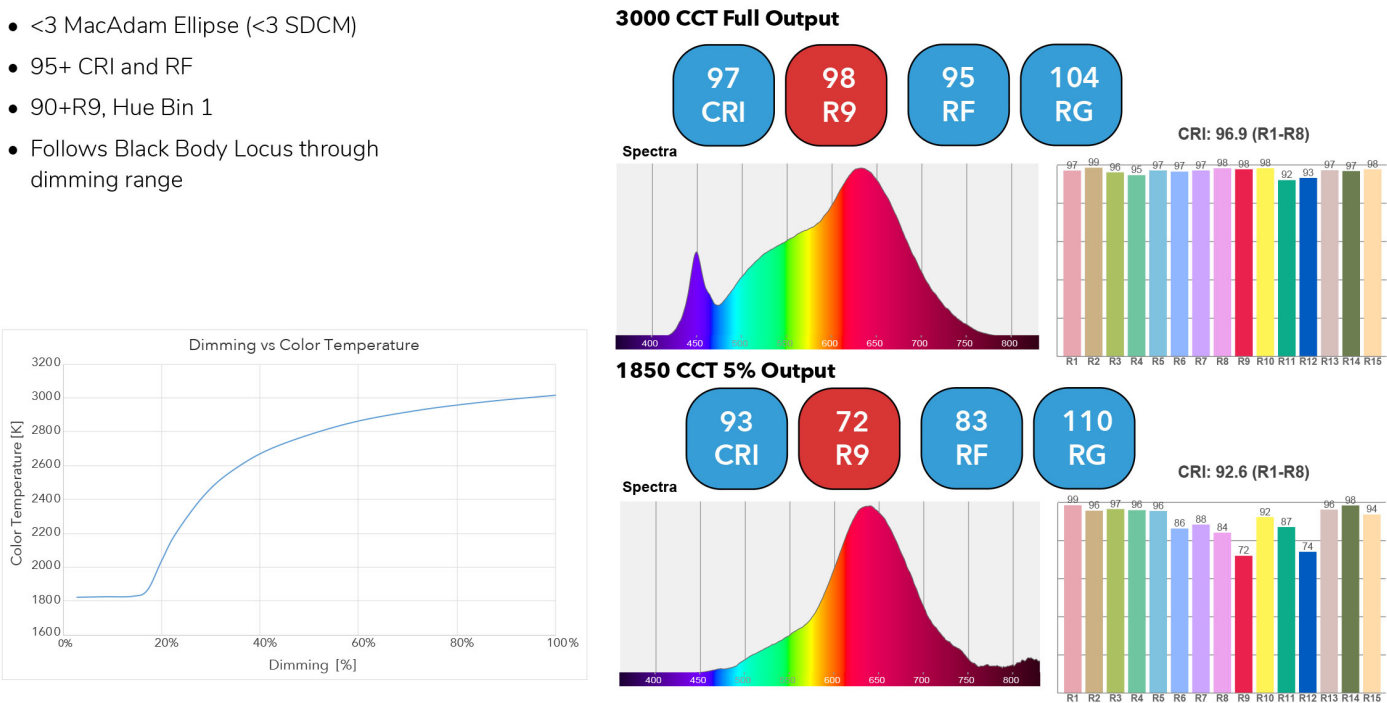 • <3 MacAdam Ellipse (<3 SDCM)
• 95+ CRI and RF
• 90+R9, Hue Bin 1
• Follows Black Body Locus through
dimming range
Dimming vs Color Temperature
Color Temperature [K]
3200
3000
2800
2600
2400
2200
2000
1800
1600
0% 20% 40% 60% 80% 100%
Dimming [%]
3000 CCT Full Output
97 98 95 104
CRI R9 RF RG
Spectra
400 450 500 550 600 650 700 750 800
CRI: 96.9 (R1-R8)
97 99 96 95 97 97 97 98 98 98 92 93 97 97 98
R1 R2 R3 R4 R5 R6 R7 R8 R9 R10 R11 R12 R13 R14 R15
1850 CCT 5% Output
93 72 83 110
CRI R9 RF RG
Spectra
400 450 500 550 600 650 700 750 800
CRI: 92.6 (R1-R8)
99 96 97 96 96 86 88 84 72 92 87 74 96 98 94
R1 R2 R3 R4 R5 R6 R7 R8 R9 R10 R11 R12 R13 R14 R15